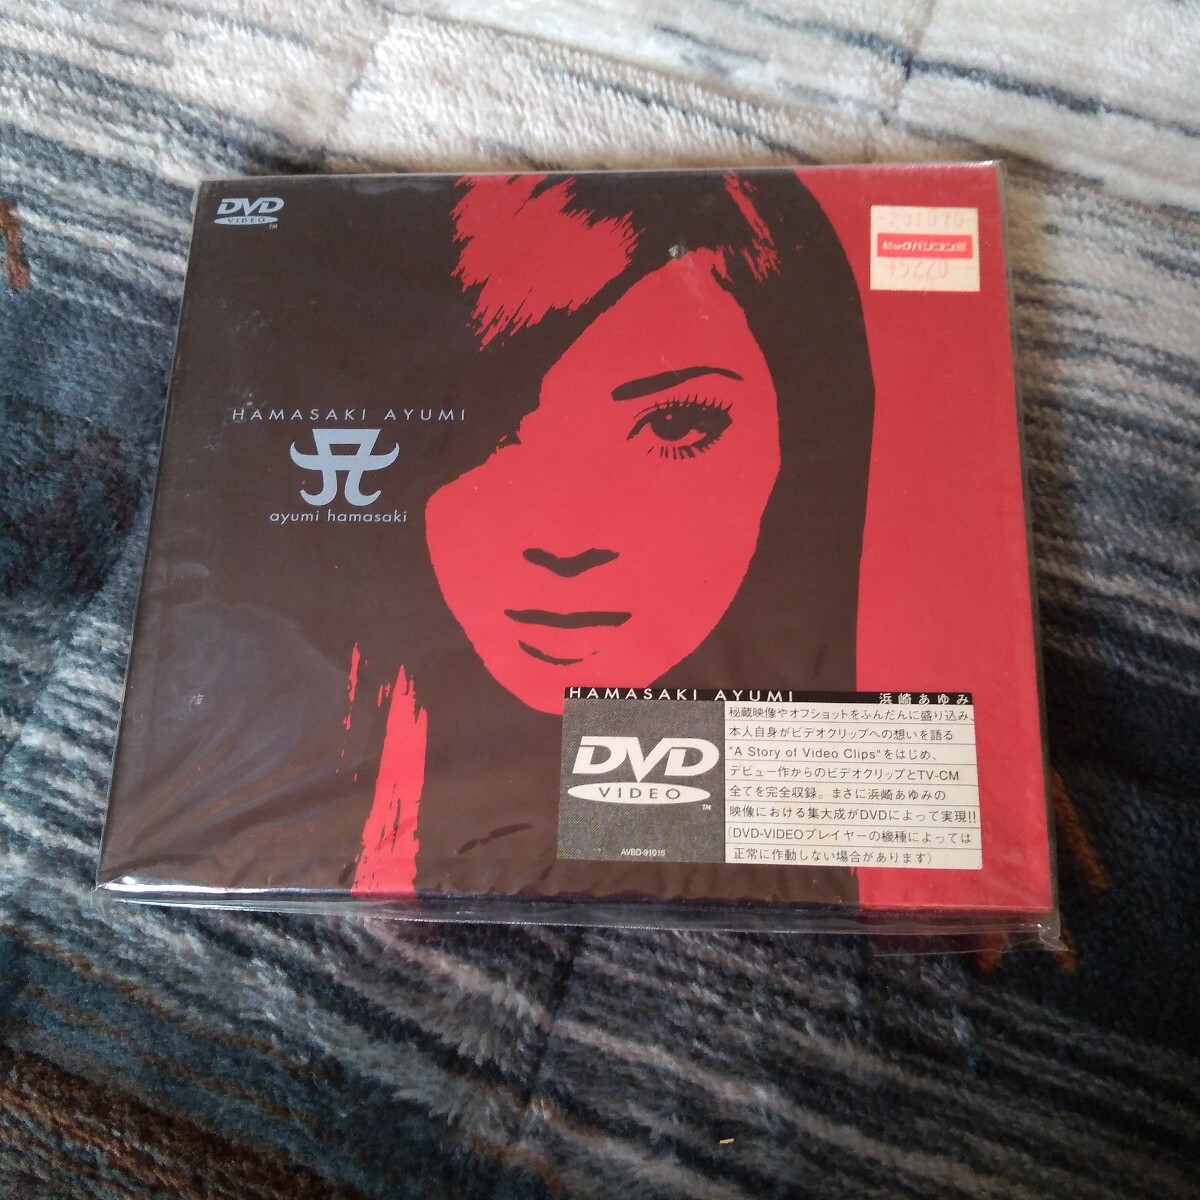 DVD
VIDEO
TM
ビックパソコン館
¥5220
HAMASAKI AYUMI
ayumi hamasaki
HAMASAKI AYUMI 浜崎あゆみ
秘蔵映像やオフショットをふんだんに盛り込み、
本人自身がビデオクリップへの想いを語る
"A Story of Video Clips"をはじめ、
デビュー作からのビデオクリップとTV-CM
全てを完全収録。まさに浜崎あゆみの
映像における集大成がDVDによって実現!!
(DVD-VIDEOプレイヤーの機種によっては
正常に作動しない場合があります)
DVD
VIDEO
TM
AVBD-91015